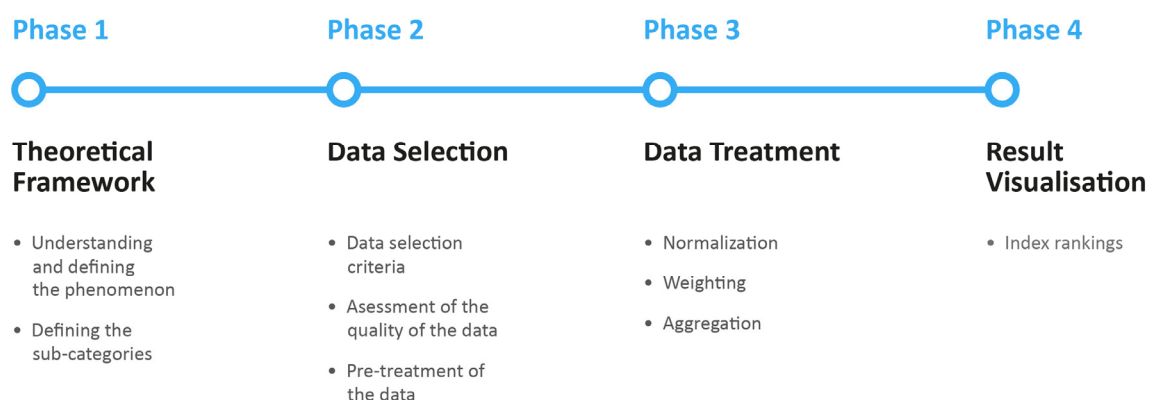 Phase 1
Theoretical
Framework
• Understanding
and defining
the phenomenon
• Defining the
sub-categories
Phase 2
Data Selection
• Data selection
criteria
• Asessment of the
quality of the data
• Pre-treatment of
the data
Phase 3
Data Treatment
• Normalization
• Weighting
• Aggregation
Phase 4
Result
Visualisation
• Index rankings